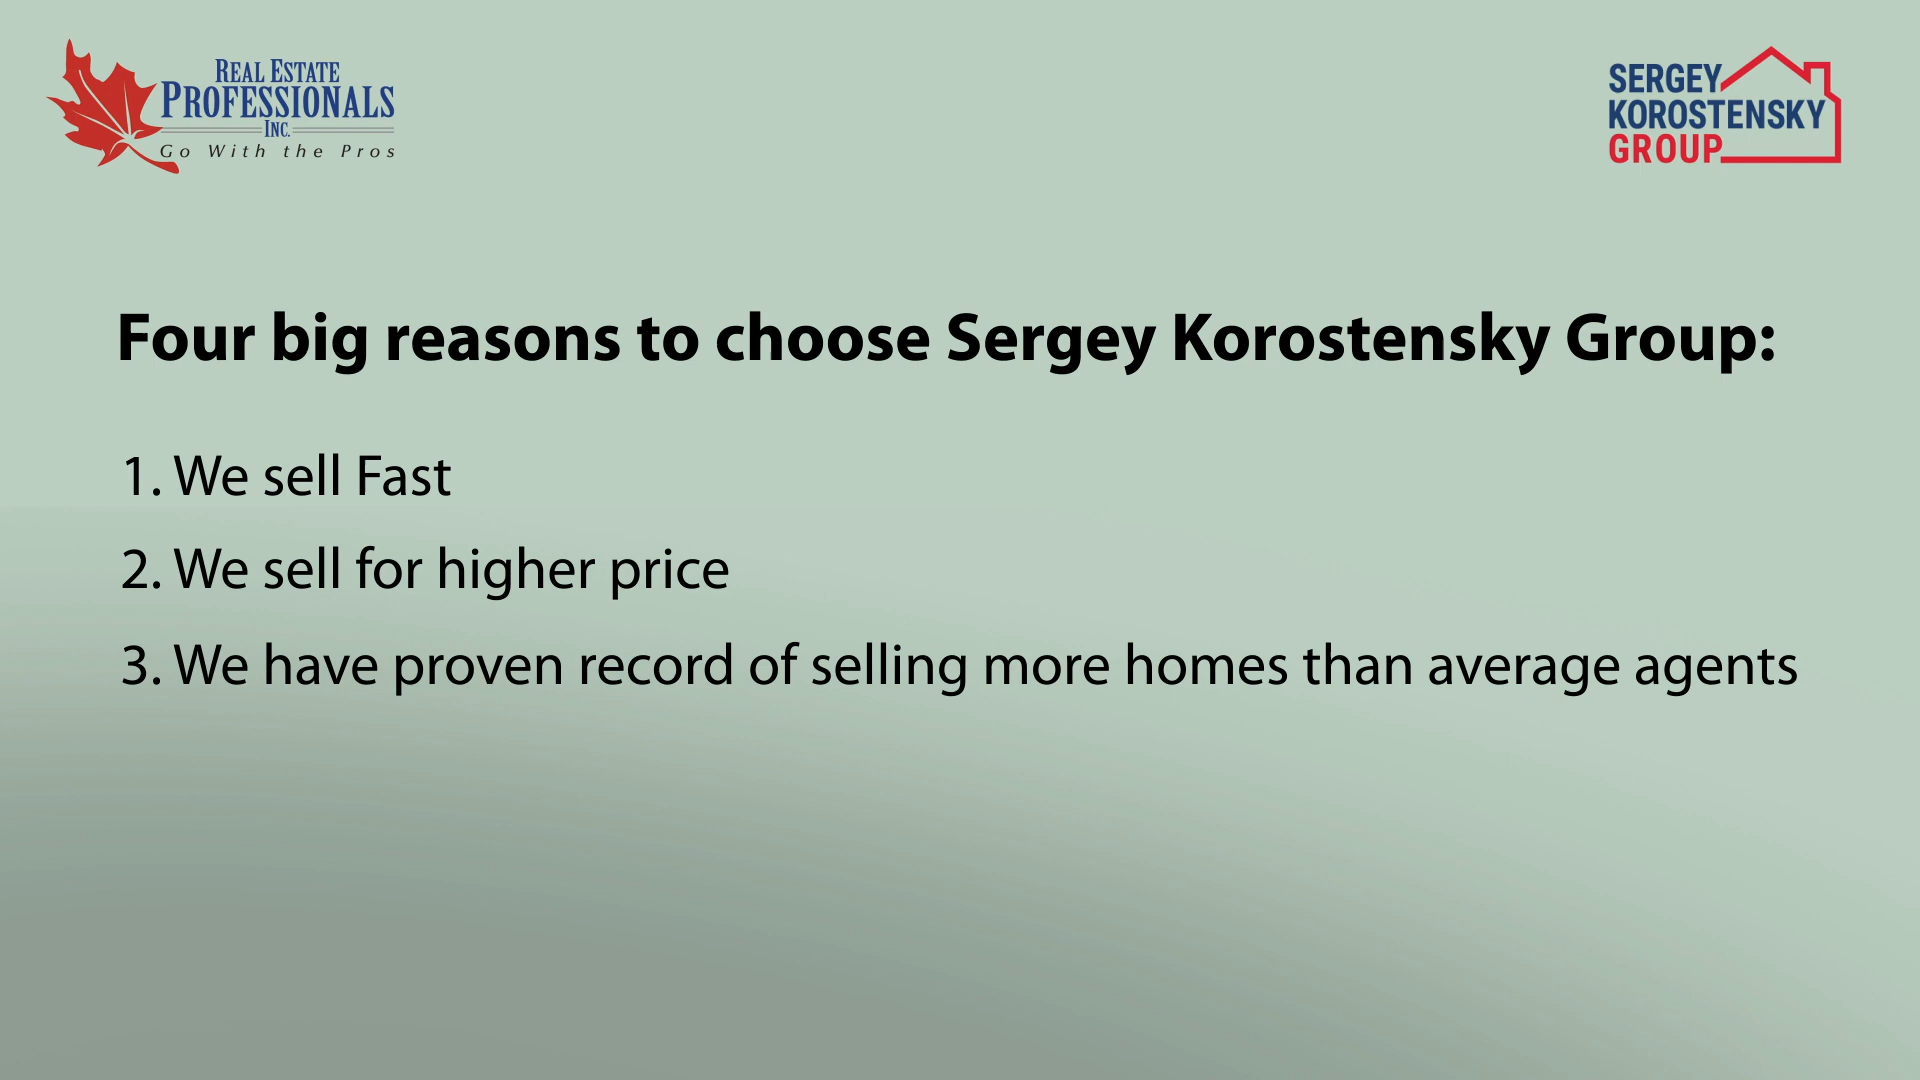 REAL ESTATE
PROFESSIONALS
INC.
Go With the Pros
SERGEY
KOROSTENSKY
GROUP
Four big reasons to choose Sergey Korostensky Group:
1. We sell Fast
2. We sell for higher price
3. We have proven record of selling more homes than average agents